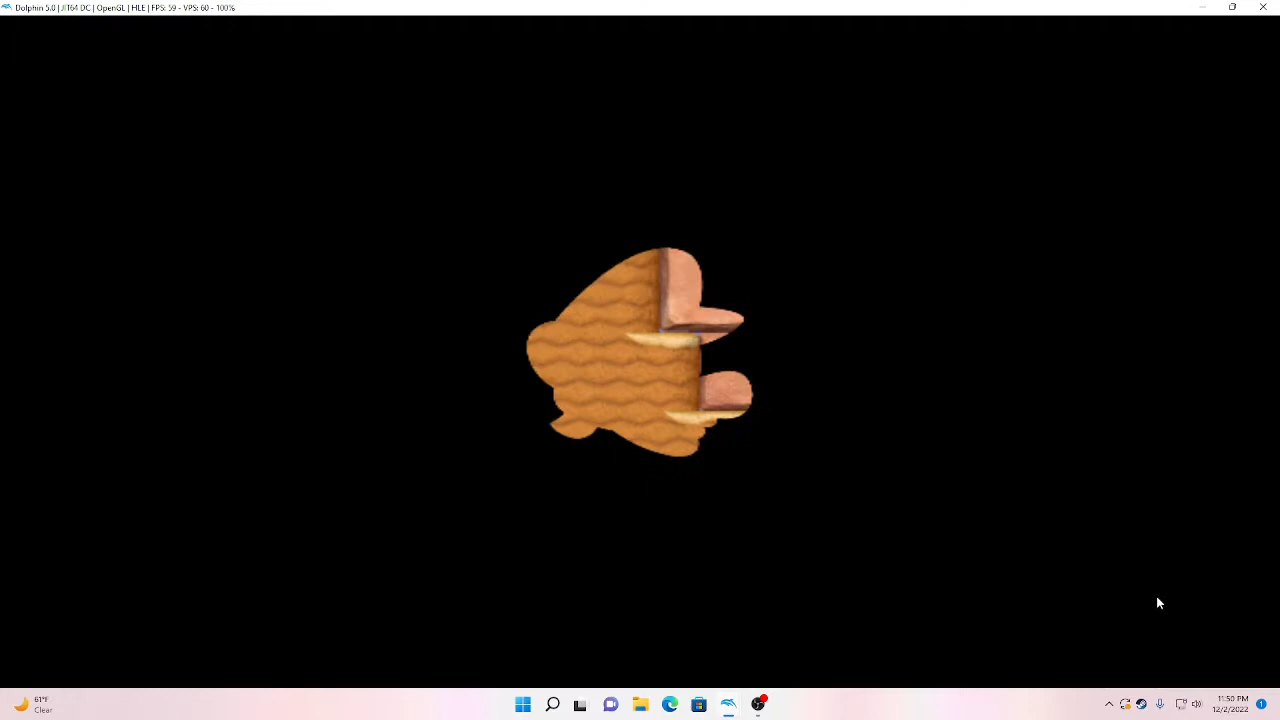 Dolphin 5.0 | JIT64 DC | OpenGL | HLE | FPS: 59 - VPS: 60 - 100%
61°F
Clear
11:50 PM
12/2/2022